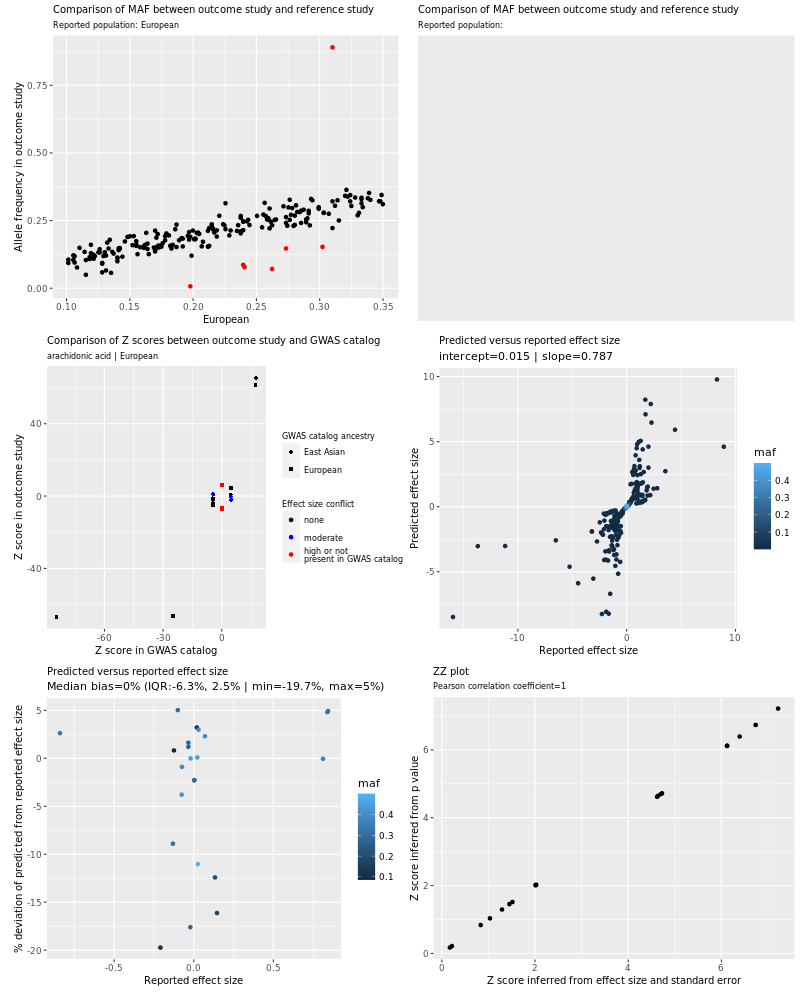 Comparison of MAF between outcome study and reference study
Reported population: European
Allele frequency in outcome study
0.75
0.50
0.25
0.00
0.10
0.15
0.20
0.25
0.30
0.35
European
Comparison of MAF between outcome study and reference study
Reported population:
Comparison of Z scores between outcome study and GWAS catalog
arachidonic acid | European
Z score in outcome study
40
0
-40
-60
-30
0
Z score in GWAS catalog
GWAS catalog ancestry
East Asian
European
Effect size conflict
none
moderate
high or not
present in GWAS catalog
Predicted versus reported effect size
intercept=0.015 | slope=0.787
Predicted effect size
10
5
0
-5
-10
0
10
Reported effect size
maf
0.4
0.3
0.2
0.1
Predicted versus reported effect size
Median bias=0% (IQR:-6.3%, 2.5% | min=-19.7%, max=5%)
% deviation of predicted from reported effect size
5
0
-5
-10
-15
-20
-0.5
0.0
0.5
Reported effect size
maf
0.4
0.3
0.2
0.1
ZZ plot
Pearson correlation coefficient=1
Z score inferred from p value
6
4
2
0
0
2
4
6
Z score inferred from effect size and standard error